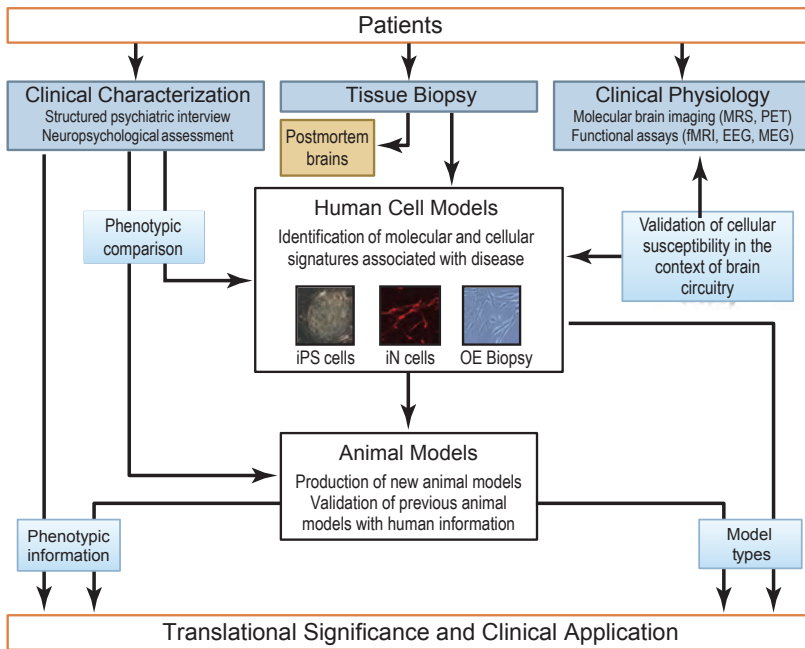 Patients
Clinical Characterization
Structured psychiatric interview
Neuropsychological assessment
Tissue Biopsy
Clinical Physiology
Molecular brain imaging (MRS, PET)
Functional assays (fMRI, EEG, MEG)
Postmortem
brains
Phenotypic
comparison
Human Cell Models
Identification of molecular and cellular
signatures associated with disease
iPS cells
iN cells
OE Biopsy
Validation of cellular
susceptibility in the
context of brain
circuitry
Animal Models
Production of new animal models
Validation of previous animal
models with human information
Phenotypic
information
Model
types
Translational Significance and Clinical Application